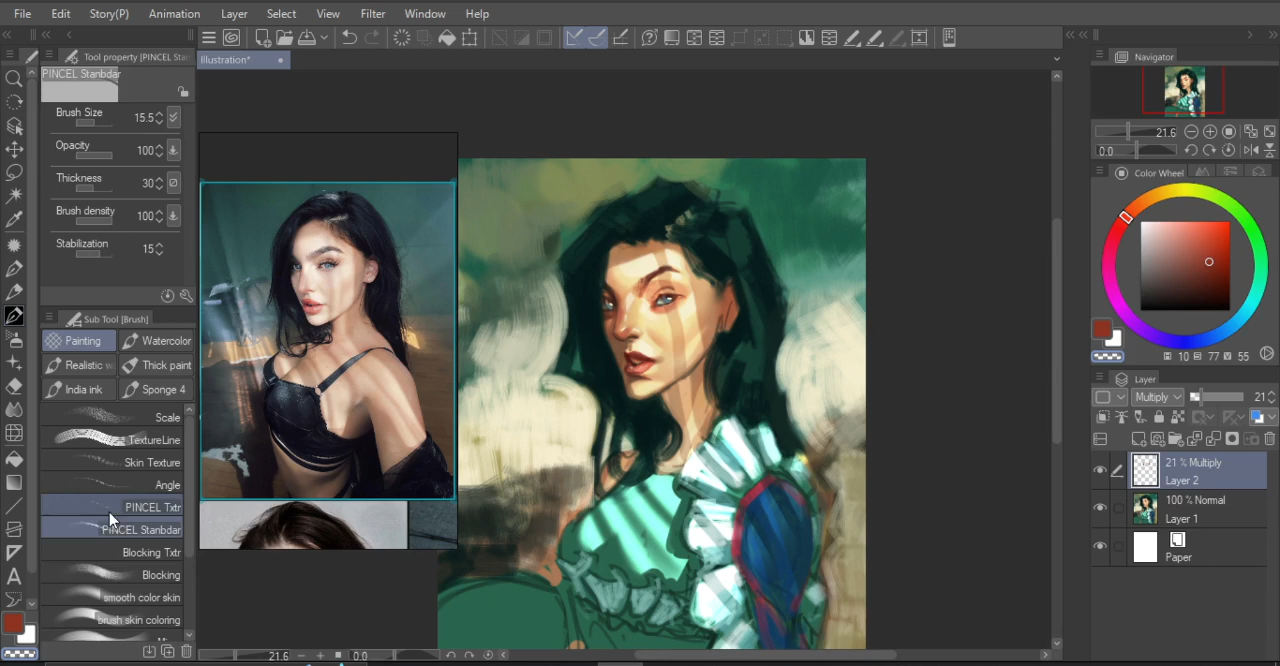 File Edit Story(P) Animation Layer Select View Filter Window Help
Tool property [PINCEL Stan
Illustration*
Navigator
PINCEL Stanbdar
Brush Size 15.5
Opacity 100
Thickness 30
Brush density 100
Stabilization 15
21.6
0.0
Color Wheel
Sub Tool [Brush]
Painting Watercolor
Realistic w Thick paint
India ink Sponge 4
Scale
TextureLine
Skin Texture
Angle
PINCEL Txtr
PINCEL Stanbdar
Blocking Txtr
Blocking
smooth color skin
brush skin coloring
H 10 S 77 V 55
Layer
Multiply 21
21 % Multiply
Layer 2
100 % Normal
Layer 1
Paper
A
21.6 0.0